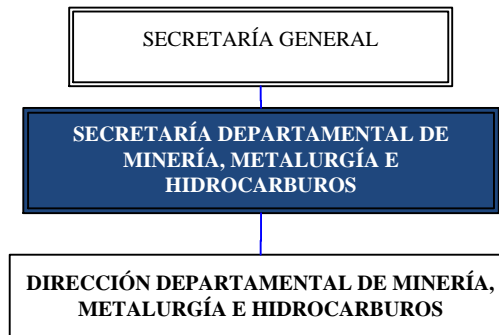 SECRETARÍA GENERAL
SECRETARÍA DEPARTAMENTAL DE
MINERÍA, METALURGÍA E
HIDROCARBUROS
DIRECCIÓN DEPARTAMENTAL DE MINERÍA,
METALURGÍA E HIDROCARBUROS